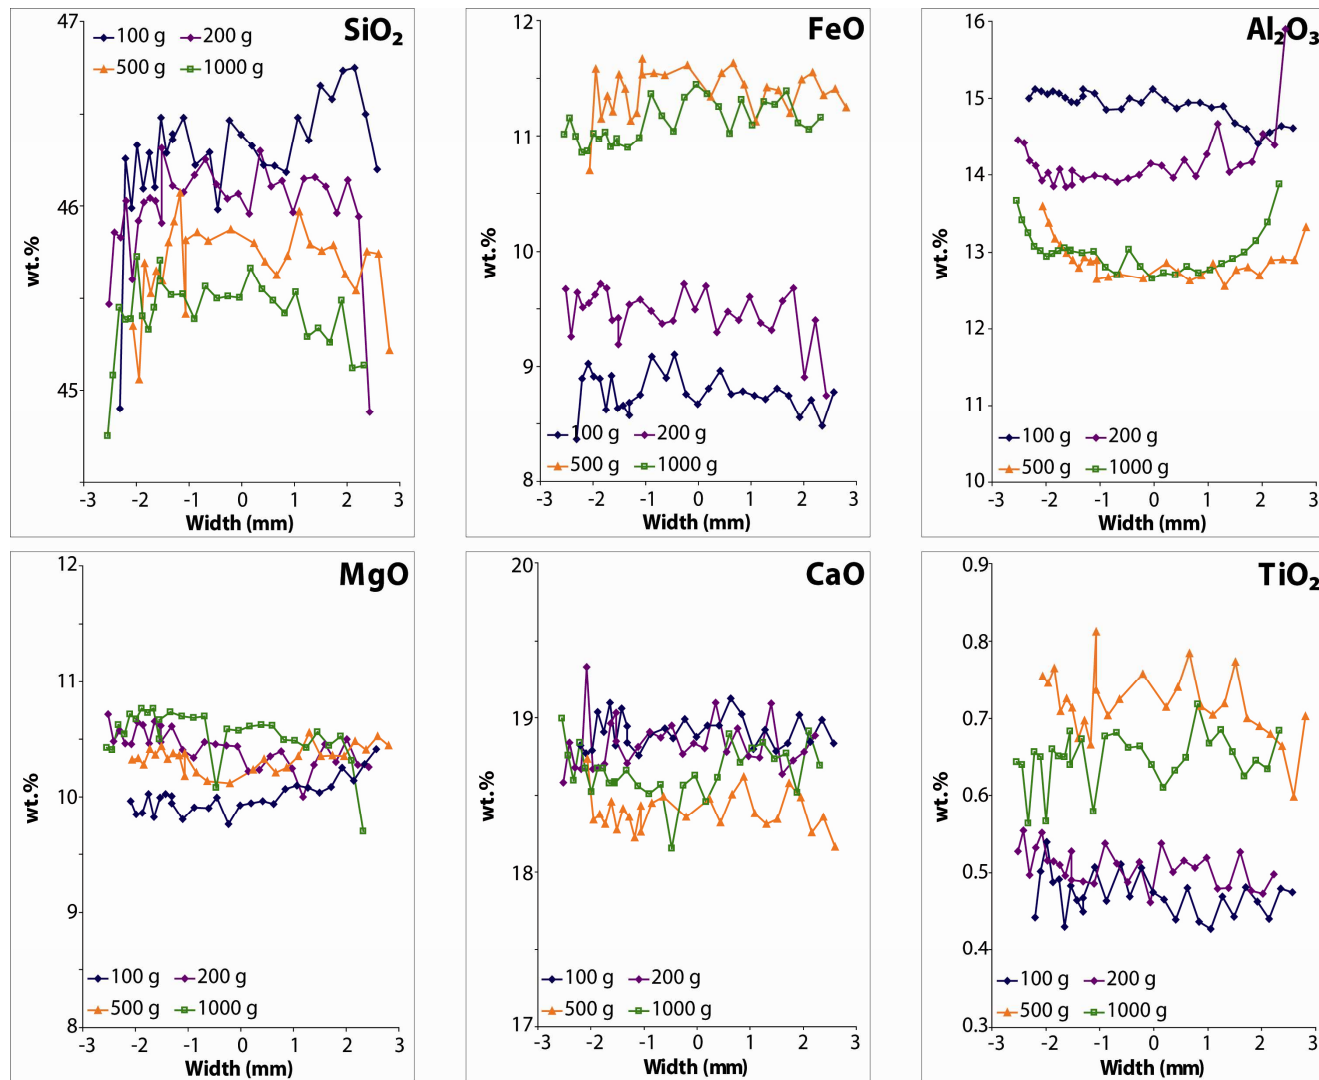 SiO₂
47
46
45
wt.%
100 g 200 g
500 g 1000 g
-3 -2 -1 0 1 2 3
Width (mm)
FeO
12
11
10
9
8
wt.%
100 g 200 g
500 g 1000 g
-3 -2 -1 0 1 2 3
Width (mm)
Al₂O₃
16
15
14
13
12
11
10
wt.%
100 g 200 g
500 g 1000 g
-3 -2 -1 0 1 2 3
Width (mm)
MgO
12
11
10
9
8
wt.%
100 g 200 g
500 g 1000 g
-3 -2 -1 0 1 2 3
Width (mm)
CaO
20
19
18
17
wt.%
100 g 200 g
500 g 1000 g
-3 -2 -1 0 1 2 3
Width (mm)
TiO₂
0.9
0.8
0.7
0.6
0.5
0.4
0.3
wt.%
100 g 200 g
500 g 1000 g
-3 -2 -1 0 1 2 3
Width (mm)